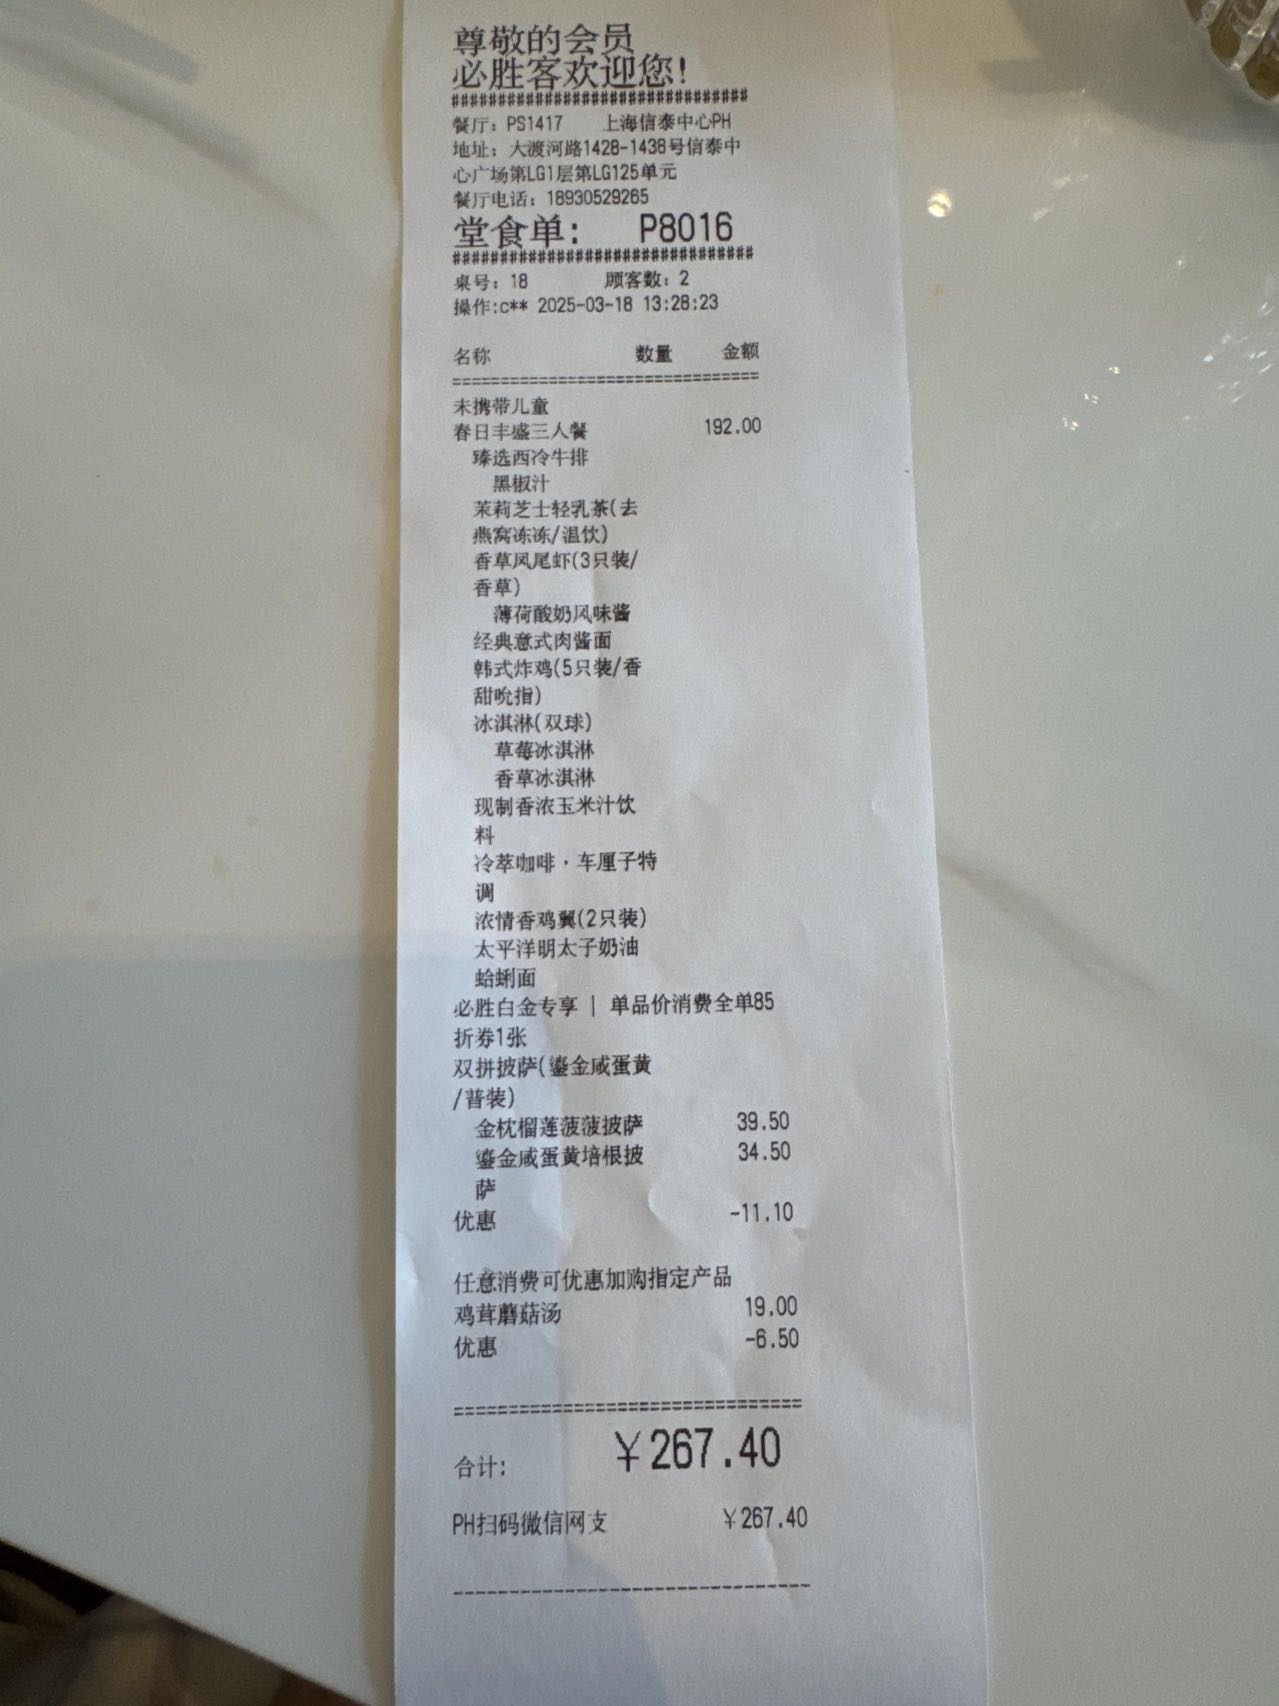 尊敬的会员
必胜客欢迎您!
################################
餐厅：PS1417 上海信泰中心PH
地址：大渡河路1428-1438号信泰中
心广场第LG1层第LG125单元
餐厅电话：18930529265
堂食单： P8016
################################
桌号：18 顾客数：2
操作:c** 2025-03-18 13:28:23
名称 数量 金额
================================
未携带儿童
春日丰盛三人餐 192.00
臻选西冷牛排
黑椒汁
茉莉芝士轻乳茶(去
燕窝冻冻/温饮)
香草凤尾虾(3只装/
香草)
薄荷酸奶风味酱
经典意式肉酱面
韩式炸鸡(5只装/香
甜吮指)
冰淇淋(双球)
草莓冰淇淋
香草冰淇淋
现制香浓玉米汁饮
料
冷萃咖啡·车厘子特
调
浓情香鸡翼(2只装)
太平洋明太子奶油
蛤蜊面
必胜白金专享 | 单品价消费全单85
折券1张
双拼披萨(鎏金咸蛋黄
/普装)
金枕榴莲菠菠披萨 39.50
鎏金咸蛋黄培根披 34.50
萨
优惠 -11.10
任意消费可优惠加购指定产品
鸡茸蘑菇汤 19.00
优惠 -6.50
================================
合计: ￥267.40
PH扫码微信网支 ￥267.40
--------------------------------